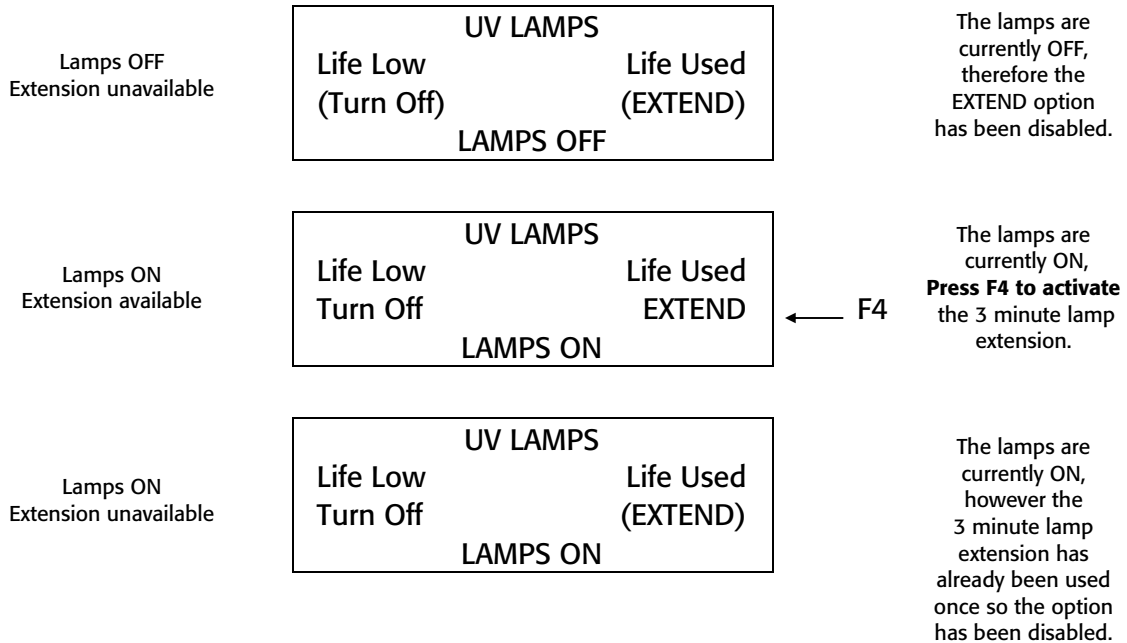 Lamps OFF
Extension unavailable
UV LAMPS
Life Low Life Used
(Turn Off) (EXTEND)
LAMPS OFF
The lamps are
currently OFF,
therefore the
EXTEND option
has been disabled.
Lamps ON
Extension available
UV LAMPS
Life Low Life Used
Turn Off EXTEND
LAMPS ON
F4
The lamps are
currently ON,
Press F4 to activate
the 3 minute lamp
extension.
Lamps ON
Extension unavailable
UV LAMPS
Life Low Life Used
Turn Off (EXTEND)
LAMPS ON
The lamps are
currently ON,
however the
3 minute lamp
extension has
already been used
once so the option
has been disabled.